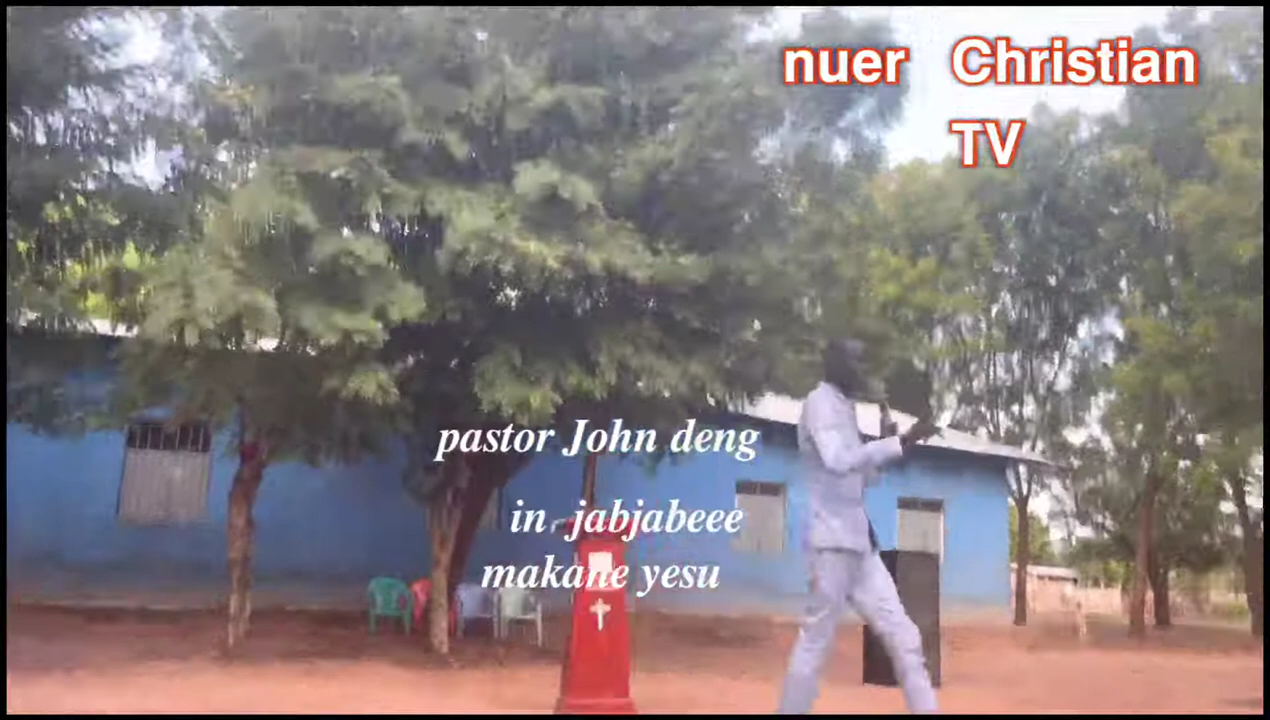 nuer Christian
TV
pastor John deng
in jabjabeee
makane yesu